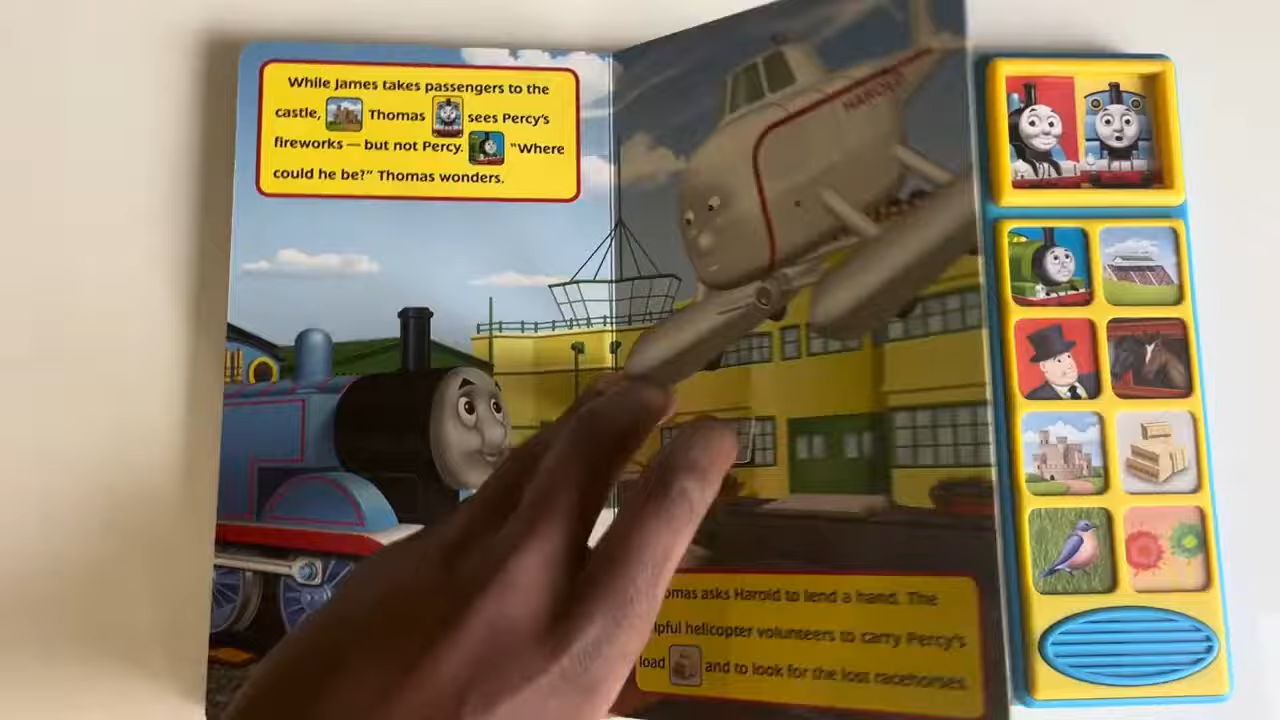 While James takes passengers to the
castle, Thomas sees Percy's
fireworks — but not Percy. "Where
could he be?" Thomas wonders.
HAROLD
omas asks Harold to lend a hand. The
lpful helicopter volunteers to carry Percy's
load and to look for the lost racehorses.